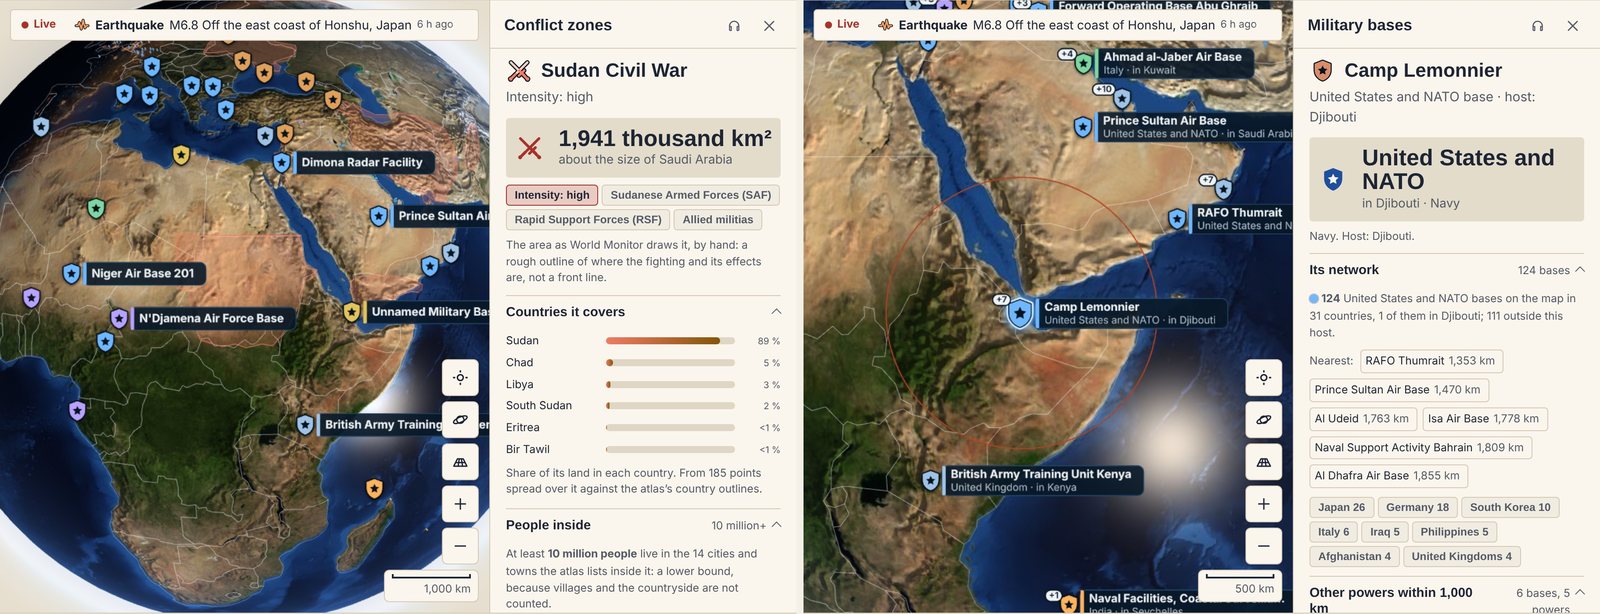 Live Earthquake M6.8 Off the east coast of Honshu, Japan 6 h ago
Dimona Radar Facility
Prince Sultan Air
Niger Air Base 201
N'Djamena Air Force Base
Unnamed Military Bas
British Army Training
1,000 km
Conflict zones
Sudan Civil War
Intensity: high
1,941 thousand km²
about the size of Saudi Arabia
Intensity: high
Sudanese Armed Forces (SAF)
Rapid Support Forces (RSF)
Allied militias
The area as World Monitor draws it, by hand: a
rough outline of where the fighting and its effects
are, not a front line.
Countries it covers
Sudan 89 %
Chad 5 %
Libya 3 %
South Sudan 2 %
Eritrea <1 %
Bir Tawil <1 %
Share of its land in each country. From 185 points
spread over it against the atlas's country outlines.
People inside 10 million+
At least 10 million people live in the 14 cities and
towns the atlas lists inside it: a lower bound,
because villages and the countryside are not
counted.
+3
Forward Operating Base Abu Ghraib
Live Earthquake M6.8 Off the east coast of Honshu, Japan 6 h ago
+4
Ahmad al-Jaber Air Base
Italy · in Kuwait
+10
Prince Sultan Air Base
United States and NATO · in Saudi Arabi
+7
RAFO Thumrait
United States and N
+7
Camp Lemonnier
United States and NATO · in Djibouti
British Army Training Unit Kenya
United Kingdom · in Kenya
+1
Naval Facilities,
India · in Seychelles
500 km
Military bases
Camp Lemonnier
United States and NATO base · host:
Djibouti
United States and
NATO
in Djibouti · Navy
Navy. Host: Djibouti.
Its network 124 bases
124 United States and NATO bases on the map in
31 countries, 1 of them in Djibouti; 111 outside this
host.
Nearest: RAFO Thumrait 1,353 km
Prince Sultan Air Base 1,470 km
Al Udeid 1,763 km Isa Air Base 1,778 km
Naval Support Activity Bahrain 1,809 km
Al Dhafra Air Base 1,855 km
Japan 26 Germany 18 South Korea 10
Italy 6 Iraq 5 Philippines 5
Afghanistan 4 United Kingdoms 4
Other powers within 1,000
km
6 bases, 5
powers